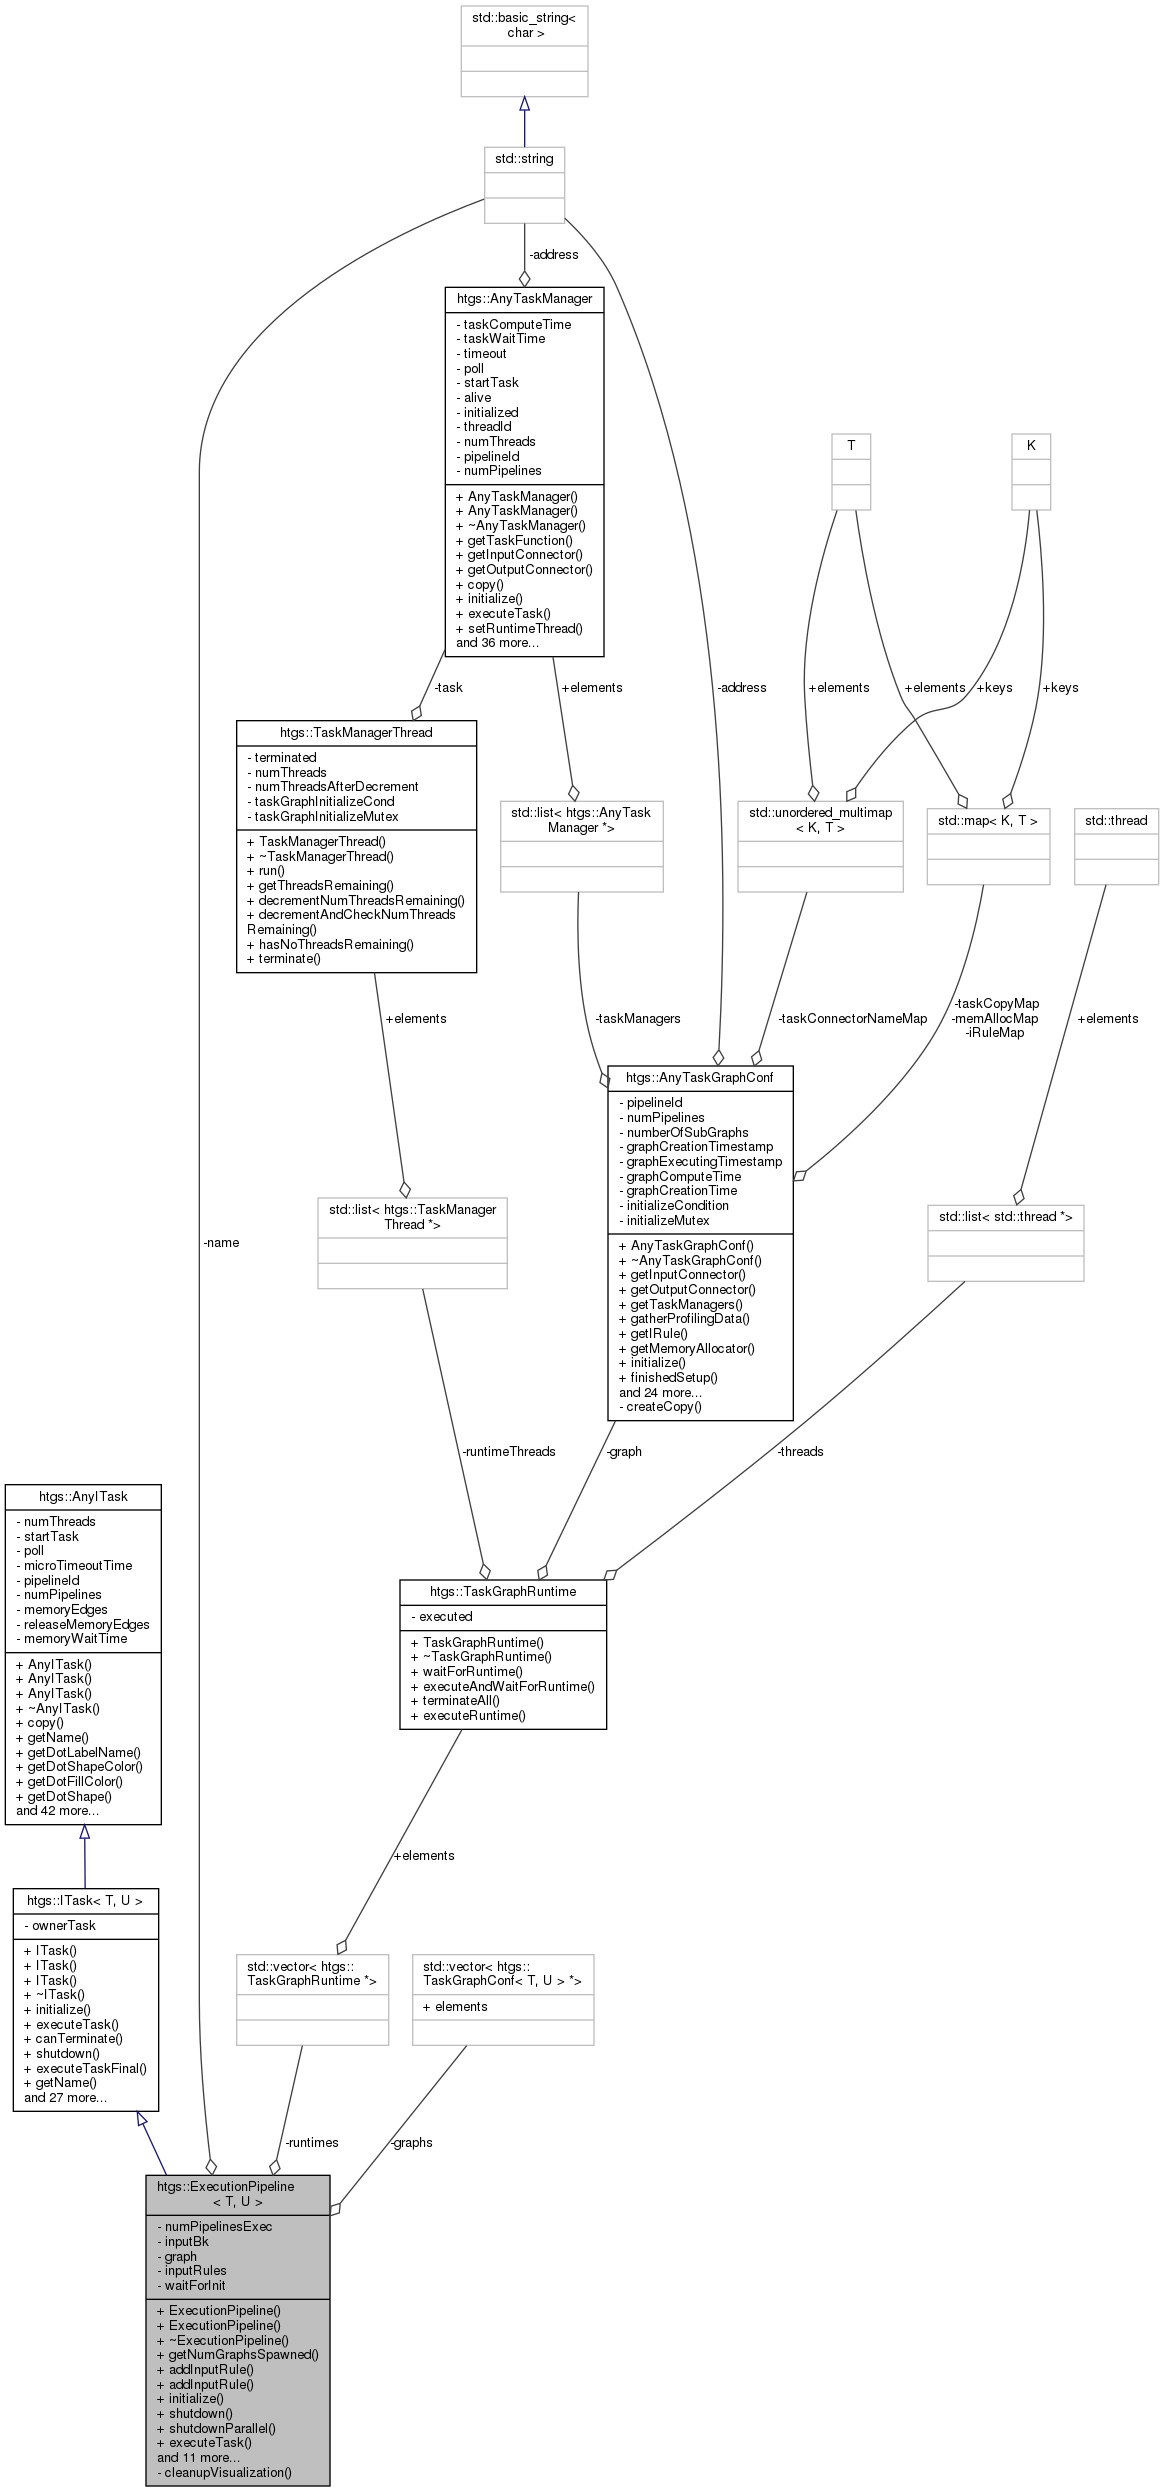 std::basic_string<
char >
std::string
-address
htgs::AnyTaskManager
- taskComputeTime
- taskWaitTime
- timeout
- poll
- startTask
- alive
- initialized
- threadId
- numThreads
- pipelineId
- numPipelines
+ AnyTaskManager()
+ AnyTaskManager()
+ ~AnyTaskManager()
+ getTaskFunction()
+ getInputConnector()
+ getOutputConnector()
+ copy()
+ initialize()
+ executeTask()
+ setRuntimeThread()
and 36 more...
T
K
-task
+elements
-address
+elements
+elements
+keys
+keys
htgs::TaskManagerThread
- terminated
- numThreads
- numThreadsAfterDecrement
- taskGraphInitializeCond
- taskGraphInitializeMutex
+ TaskManagerThread()
+ ~TaskManagerThread()
+ run()
+ getThreadsRemaining()
+ decrementNumThreadsRemaining()
+ decrementAndCheckNumThreads
Remaining()
+ hasNoThreadsRemaining()
+ terminate()
std::list< htgs::AnyTask
Manager *>
std::unordered_multimap
< K, T >
std::map< K, T >
std::thread
+elements
-taskManagers
-taskConnectorNameMap
-taskCopyMap
-memAllocMap
-iRuleMap
+elements
htgs::AnyTaskGraphConf
- pipelineId
- numPipelines
- numberOfSubGraphs
- graphCreationTimestamp
- graphExecutingTimestamp
- graphComputeTime
- graphCreationTime
- initializeCondition
- initializeMutex
+ AnyTaskGraphConf()
+ ~AnyTaskGraphConf()
+ getInputConnector()
+ getOutputConnector()
+ getTaskManagers()
+ gatherProfilingData()
+ getIRule()
+ getMemoryAllocator()
+ initialize()
+ finishedSetup()
and 24 more...
- createCopy()
-name
std::list< htgs::TaskManager
Thread *>
std::list< std::thread *>
-runtimeThreads
-graph
-threads
htgs::AnyITask
- numThreads
- startTask
- poll
- microTimeoutTime
- pipelineId
- numPipelines
- memoryEdges
- releaseMemoryEdges
- memoryWaitTime
+ AnyITask()
+ AnyITask()
+ AnyITask()
+ ~AnyITask()
+ copy()
+ getName()
+ getDotLabelName()
+ getDotShapeColor()
+ getDotFillColor()
+ getDotShape()
and 42 more...
htgs::TaskGraphRuntime
- executed
+ TaskGraphRuntime()
+ ~TaskGraphRuntime()
+ waitForRuntime()
+ executeAndWaitForRuntime()
+ terminateAll()
+ executeRuntime()
+elements
htgs::ITask< T, U >
- ownerTask
+ ITask()
+ ITask()
+ ITask()
+ ~ITask()
+ initialize()
+ executeTask()
+ canTerminate()
+ shutdown()
+ executeTaskFinal()
+ getName()
and 27 more...
std::vector< htgs::
TaskGraphRuntime *>
std::vector< htgs::
TaskGraphConf< T, U > *>
+ elements
-runtimes
-graphs
htgs::ExecutionPipeline
< T, U >
- numPipelinesExec
- inputBk
- graph
- inputRules
- waitForInit
+ ExecutionPipeline()
+ ExecutionPipeline()
+ ~ExecutionPipeline()
+ getNumGraphsSpawned()
+ addInputRule()
+ addInputRule()
+ initialize()
+ shutdown()
+ shutdownParallel()
+ executeTask()
and 11 more...
- cleanupVisualization()